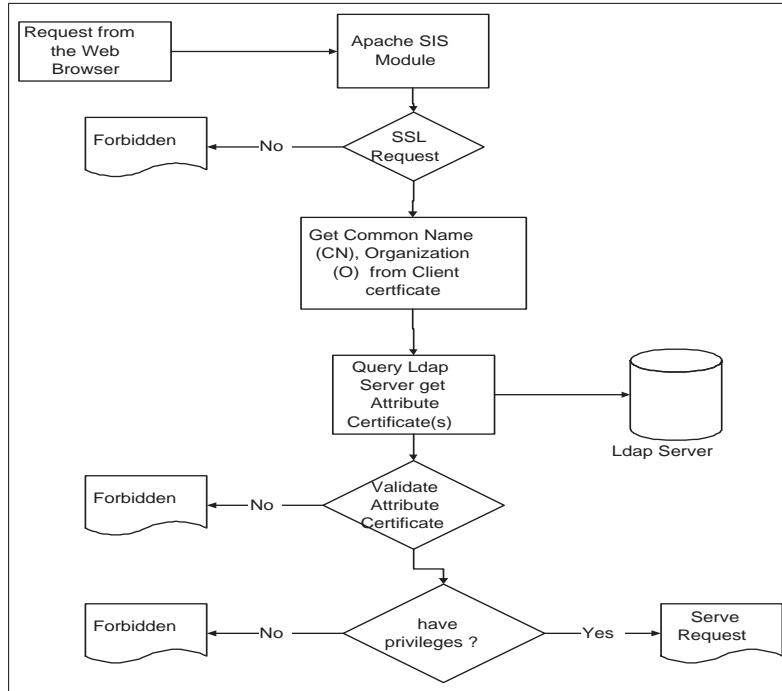 Request from
the Web
Browser
Apache SIS
Module
Forbidden
No
SSL
Request
Get Common Name
(CN), Organization
(O) from Client
certficate
Query Ldap
Server get
Attribute
Certificate(s)
Ldap Server
Forbidden
No
Validate
Attribute
Certificate
Forbidden
No
have
privileges ?
Yes
Serve
Request